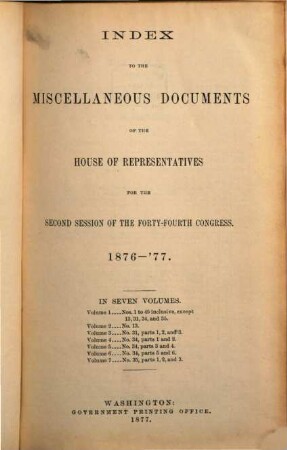 INDEX
TO THE
MISCELLANEOUS DOCUMENTS
OF THE
HOUSE OF REPRESENTATIVES
FOR THE
SECOND SESSION OF THE FORTY-FOURTH CONGRESS.
1876-'77.
IN SEVEN VOLUMES.
Volume 1....Nos. 1 to 46 inclusive, except
13, 31, 34, and 35.
Volume 2....No. 13.
Volume 3....No. 31, parts 1, 2, and 3.
Volume 4....No. 34, parts 1 and 2.
Volume 5....No. 34, parts 3 and 4.
Volume 6....No. 34, parts 5 and 6.
Volume 7....No. 35, parts 1, 2, and 3.
WASHINGTON:
GOVERNMENT PRINTING OFFICE.
1877.